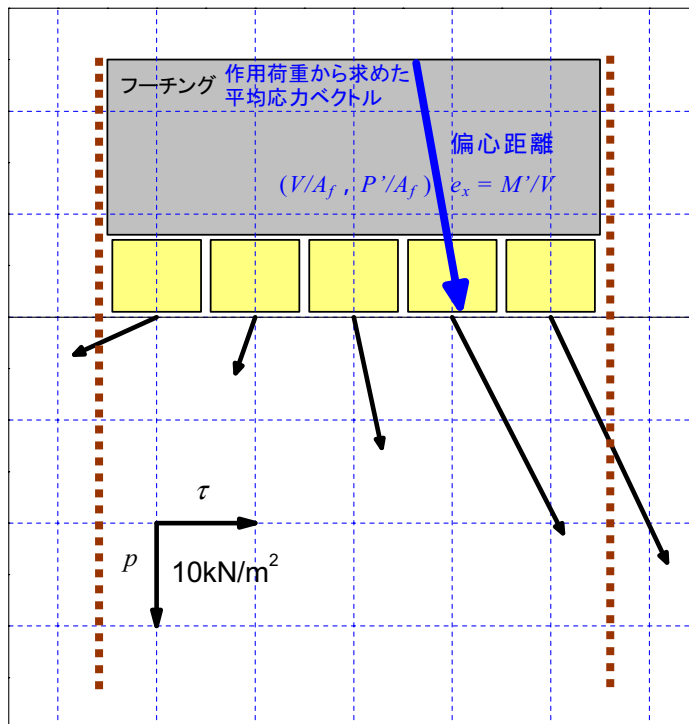 フーチング
作用荷重から求めた
平均応力ベクトル
偏心距離
(V/A_f , P'/A_f) e_x = M'/V
τ
p
10kN/m²